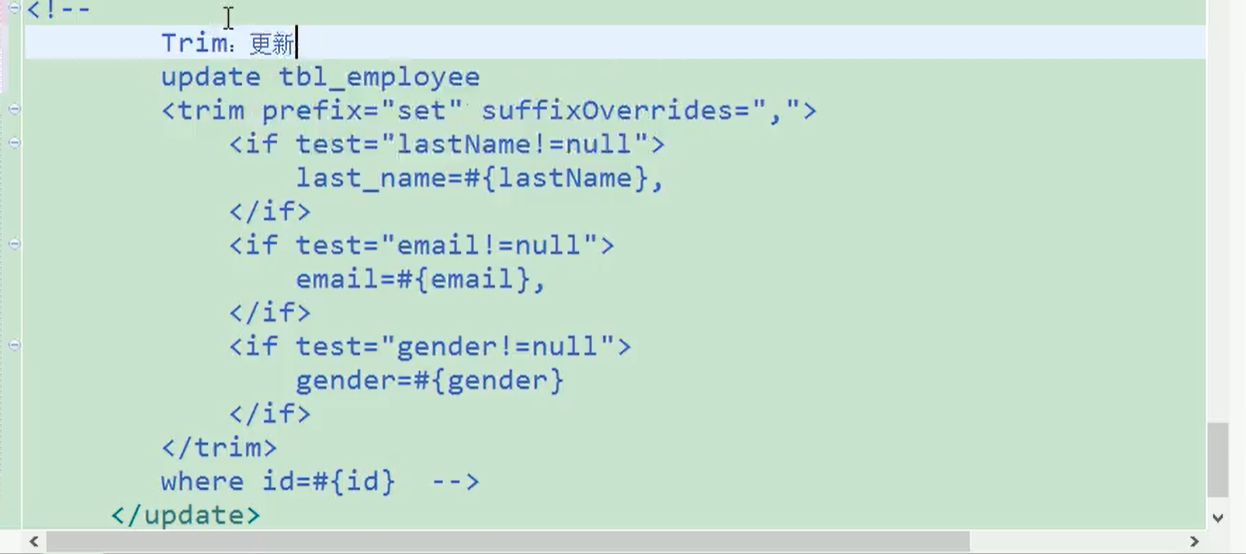 <!--
Trim：更新
update tbl_employee
<trim prefix="set" suffixOverrides=",">
<if test="lastName!=null">
last_name=#{lastName},
</if>
<if test="email!=null">
email=#{email},
</if>
<if test="gender!=null">
gender=#{gender}
</if>
</trim>
where id=#{id}  -->
</update>